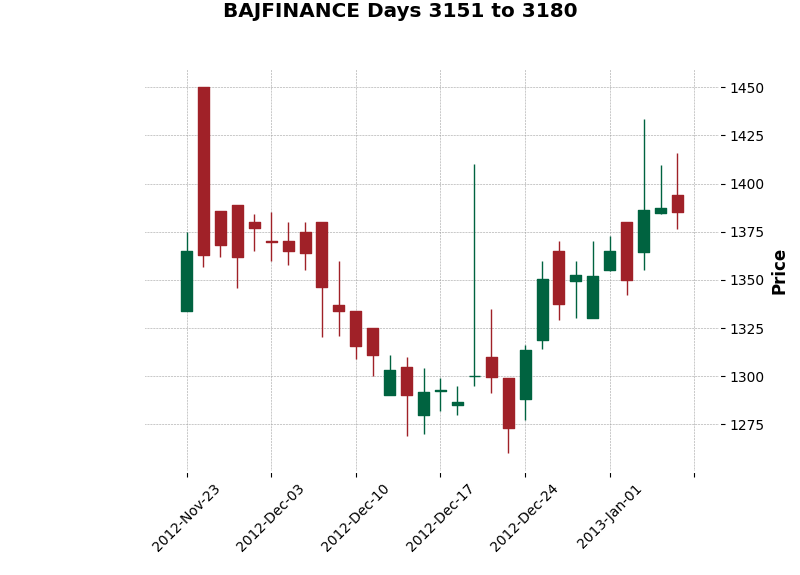 BAJFINANCE Days 3151 to 3180
1450
1425
1400
1375
1350
1325
1300
1275
Price
2012-Nov-23
2012-Dec-03
2012-Dec-10
2012-Dec-17
2012-Dec-24
2013-Jan-01